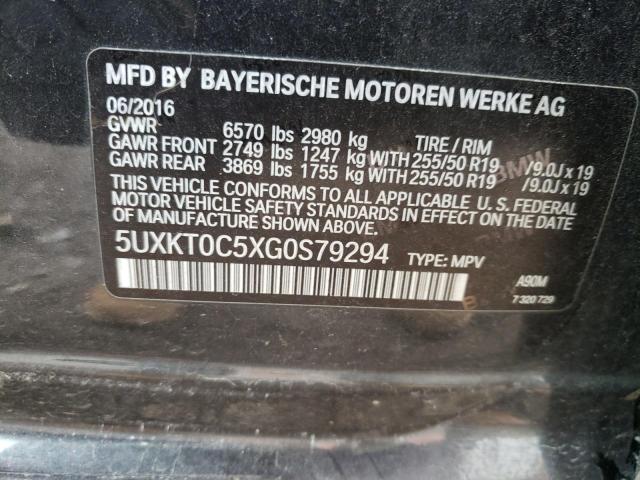 MFD BY BAYERISCHE MOTOREN WERKE AG
06/2016
GVWR 6570 lbs 2980 kg TIRE / RIM
GAWR FRONT 2749 lbs 1247 kg WITH 255/50 R19 /9.0J x 19
GAWR REAR 3869 lbs 1755 kg WITH 255/50 R19 /9.0J x 19
THIS VEHICLE CONFORMS TO ALL APPLICABLE U. S. FEDERAL
MOTOR VEHICLE SAFETY STANDARDS IN EFFECT ON THE DATE
OF MANUFACTURE SHOWN ABOVE.
5UXKT0C5XG0S79294 TYPE: MPV
A90M
7 320 729
BMW